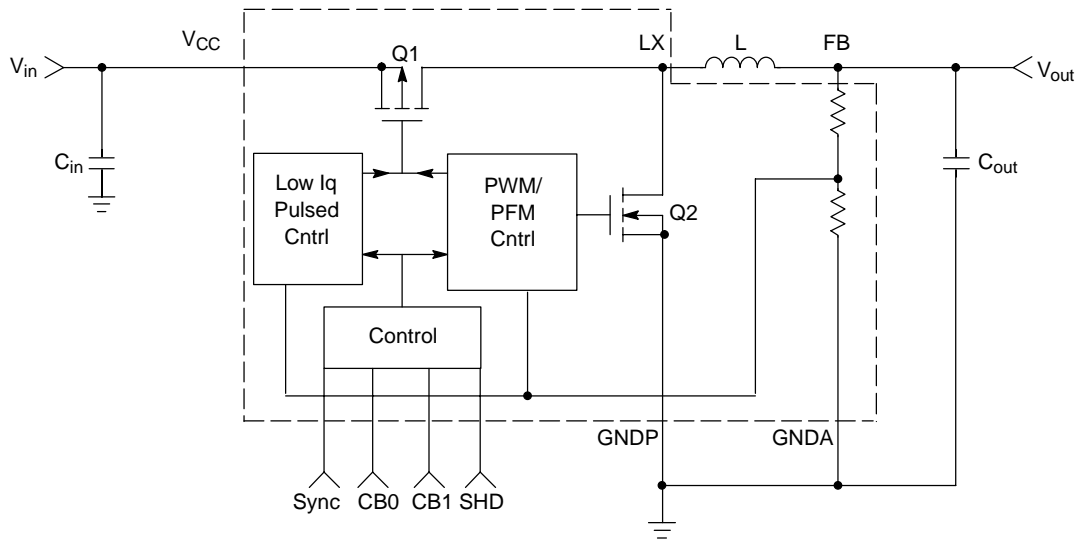 V_CC
Q1
LX
L
FB
V_in
V_out
C_in
Low Iq
Pulsed
Cntrl
PWM/
PFM
Cntrl
Q2
C_out
Control
GNDP
GNDA
Sync
CB0
CB1
SHD